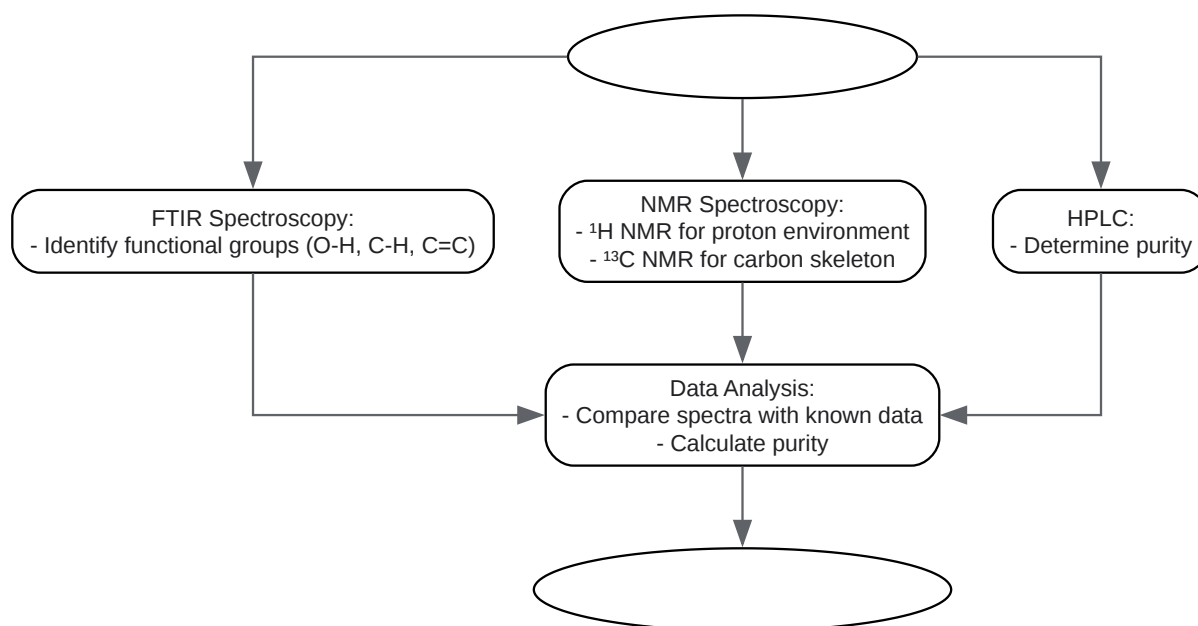 FTIR Spectroscopy:
- Identify functional groups (O-H, C-H, C=C)
NMR Spectroscopy:
- ¹H NMR for proton environment
- ¹³C NMR for carbon skeleton
HPLC:
- Determine purity
Data Analysis:
- Compare spectra with known data
- Calculate purity